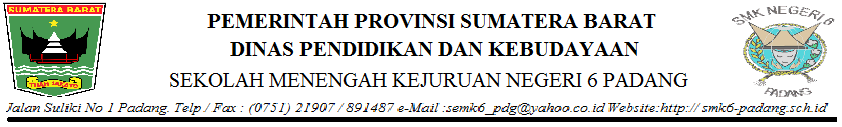 SUMATERA BARAT
TUAH SAKATO
PEMERINTAH PROVINSI SUMATERA BARAT
DINAS PENDIDIKAN DAN KEBUDAYAAN
SEKOLAH MENENGAH KEJURUAN NEGERI 6 PADANG
SMK NEGERI 6
PADANG
Jalan Suliki No 1 Padang. Telp / Fax : (0751) 21907 / 891487 e-Mail :semk6_pdg@yahoo.co.id Website:http:// smk6-padang.sch.id